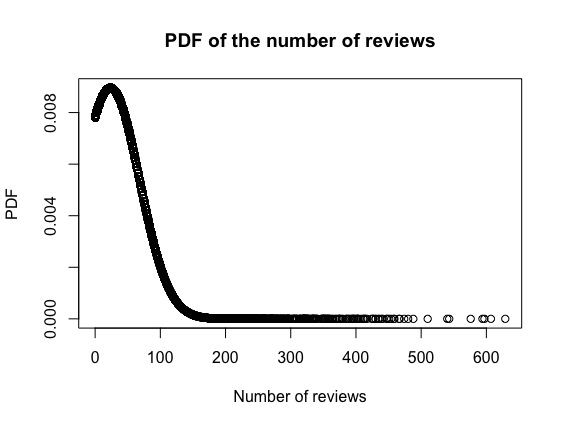 PDF of the number of reviews
PDF
0.008
0.004
0.000
0 100 200 300 400 500 600
Number of reviews